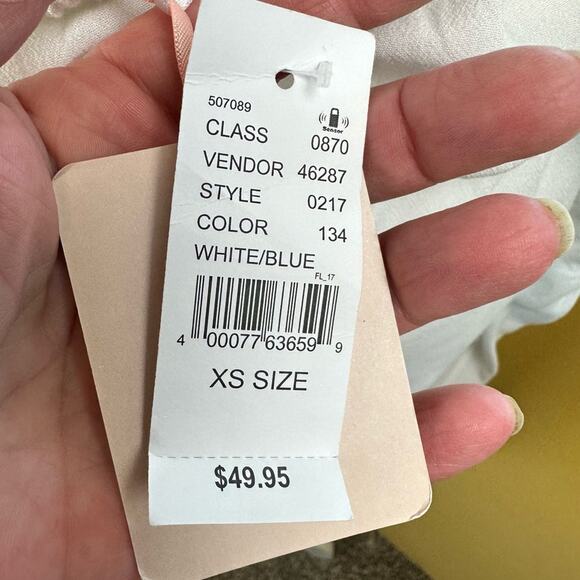 507089
Sensor
CLASS 0870
VENDOR 46287
STYLE 0217
COLOR 134
WHITE/BLUE
FL_17
4 00077 63659 9
XS SIZE
$49.95